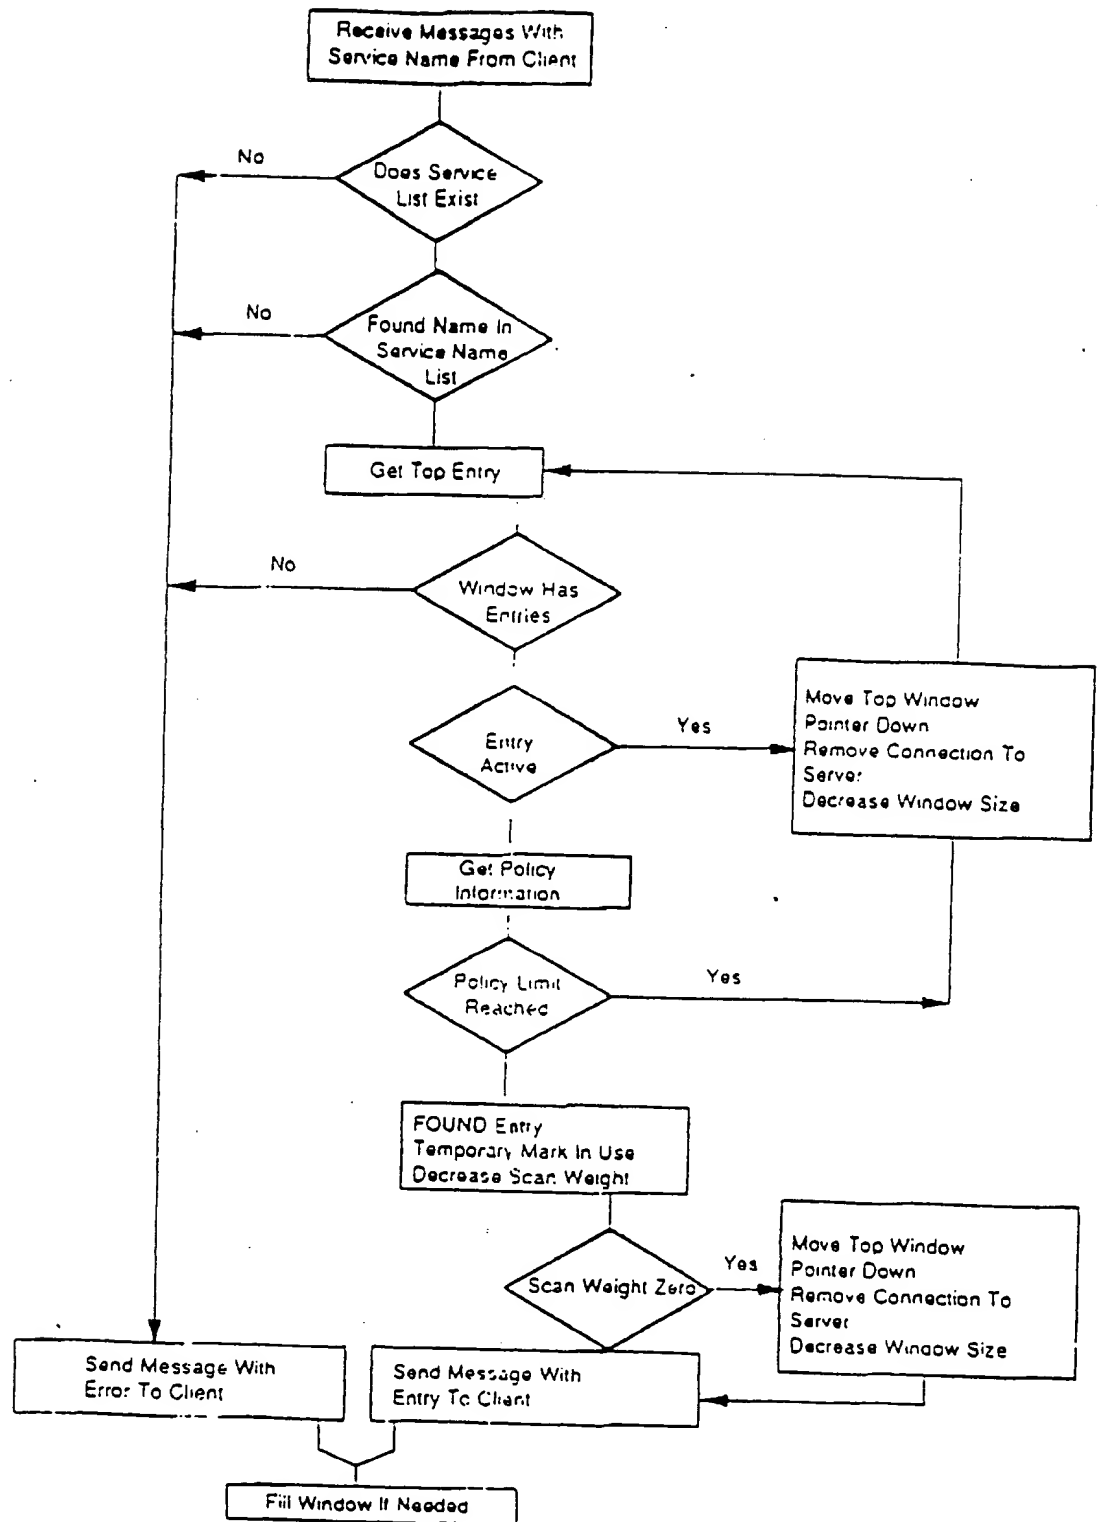 Receive Messages With
Service Name From Client
No
Does Service
List Exist
No
Found Name In
Service Name
List
Get Top Entry
No
Window Has
Entries
Move Top Window
Pointer Down
Remove Connection To
Server
Decrease Window Size
Yes
Entry
Active
Get Policy
Information
Policy Limit
Reached
Yes
FOUND Entry
Temporary Mark In Use
Decrease Scan Weight
Scan Weight Zero
Yes
Move Top Window
Pointer Down
Remove Connection To
Server
Decrease Window Size
Send Message With
Error To Client
Send Message With
Entry To Client
Fill Window If Needed